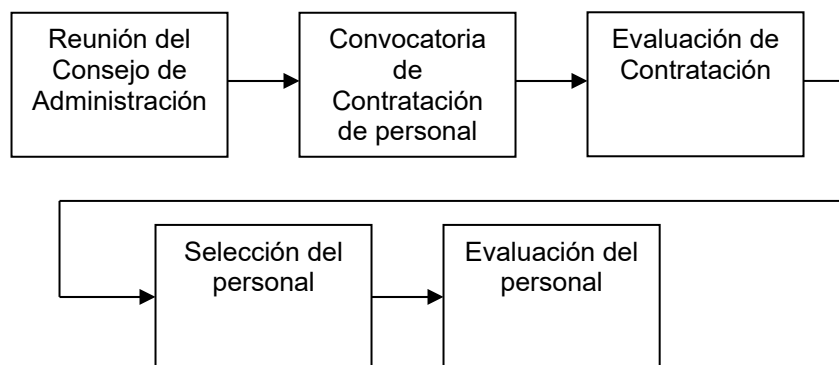 Reunión del
Consejo de
Administración
Convocatoria
de
Contratación
de personal
Evaluación de
Contratación
Selección del
personal
Evaluación del
personal